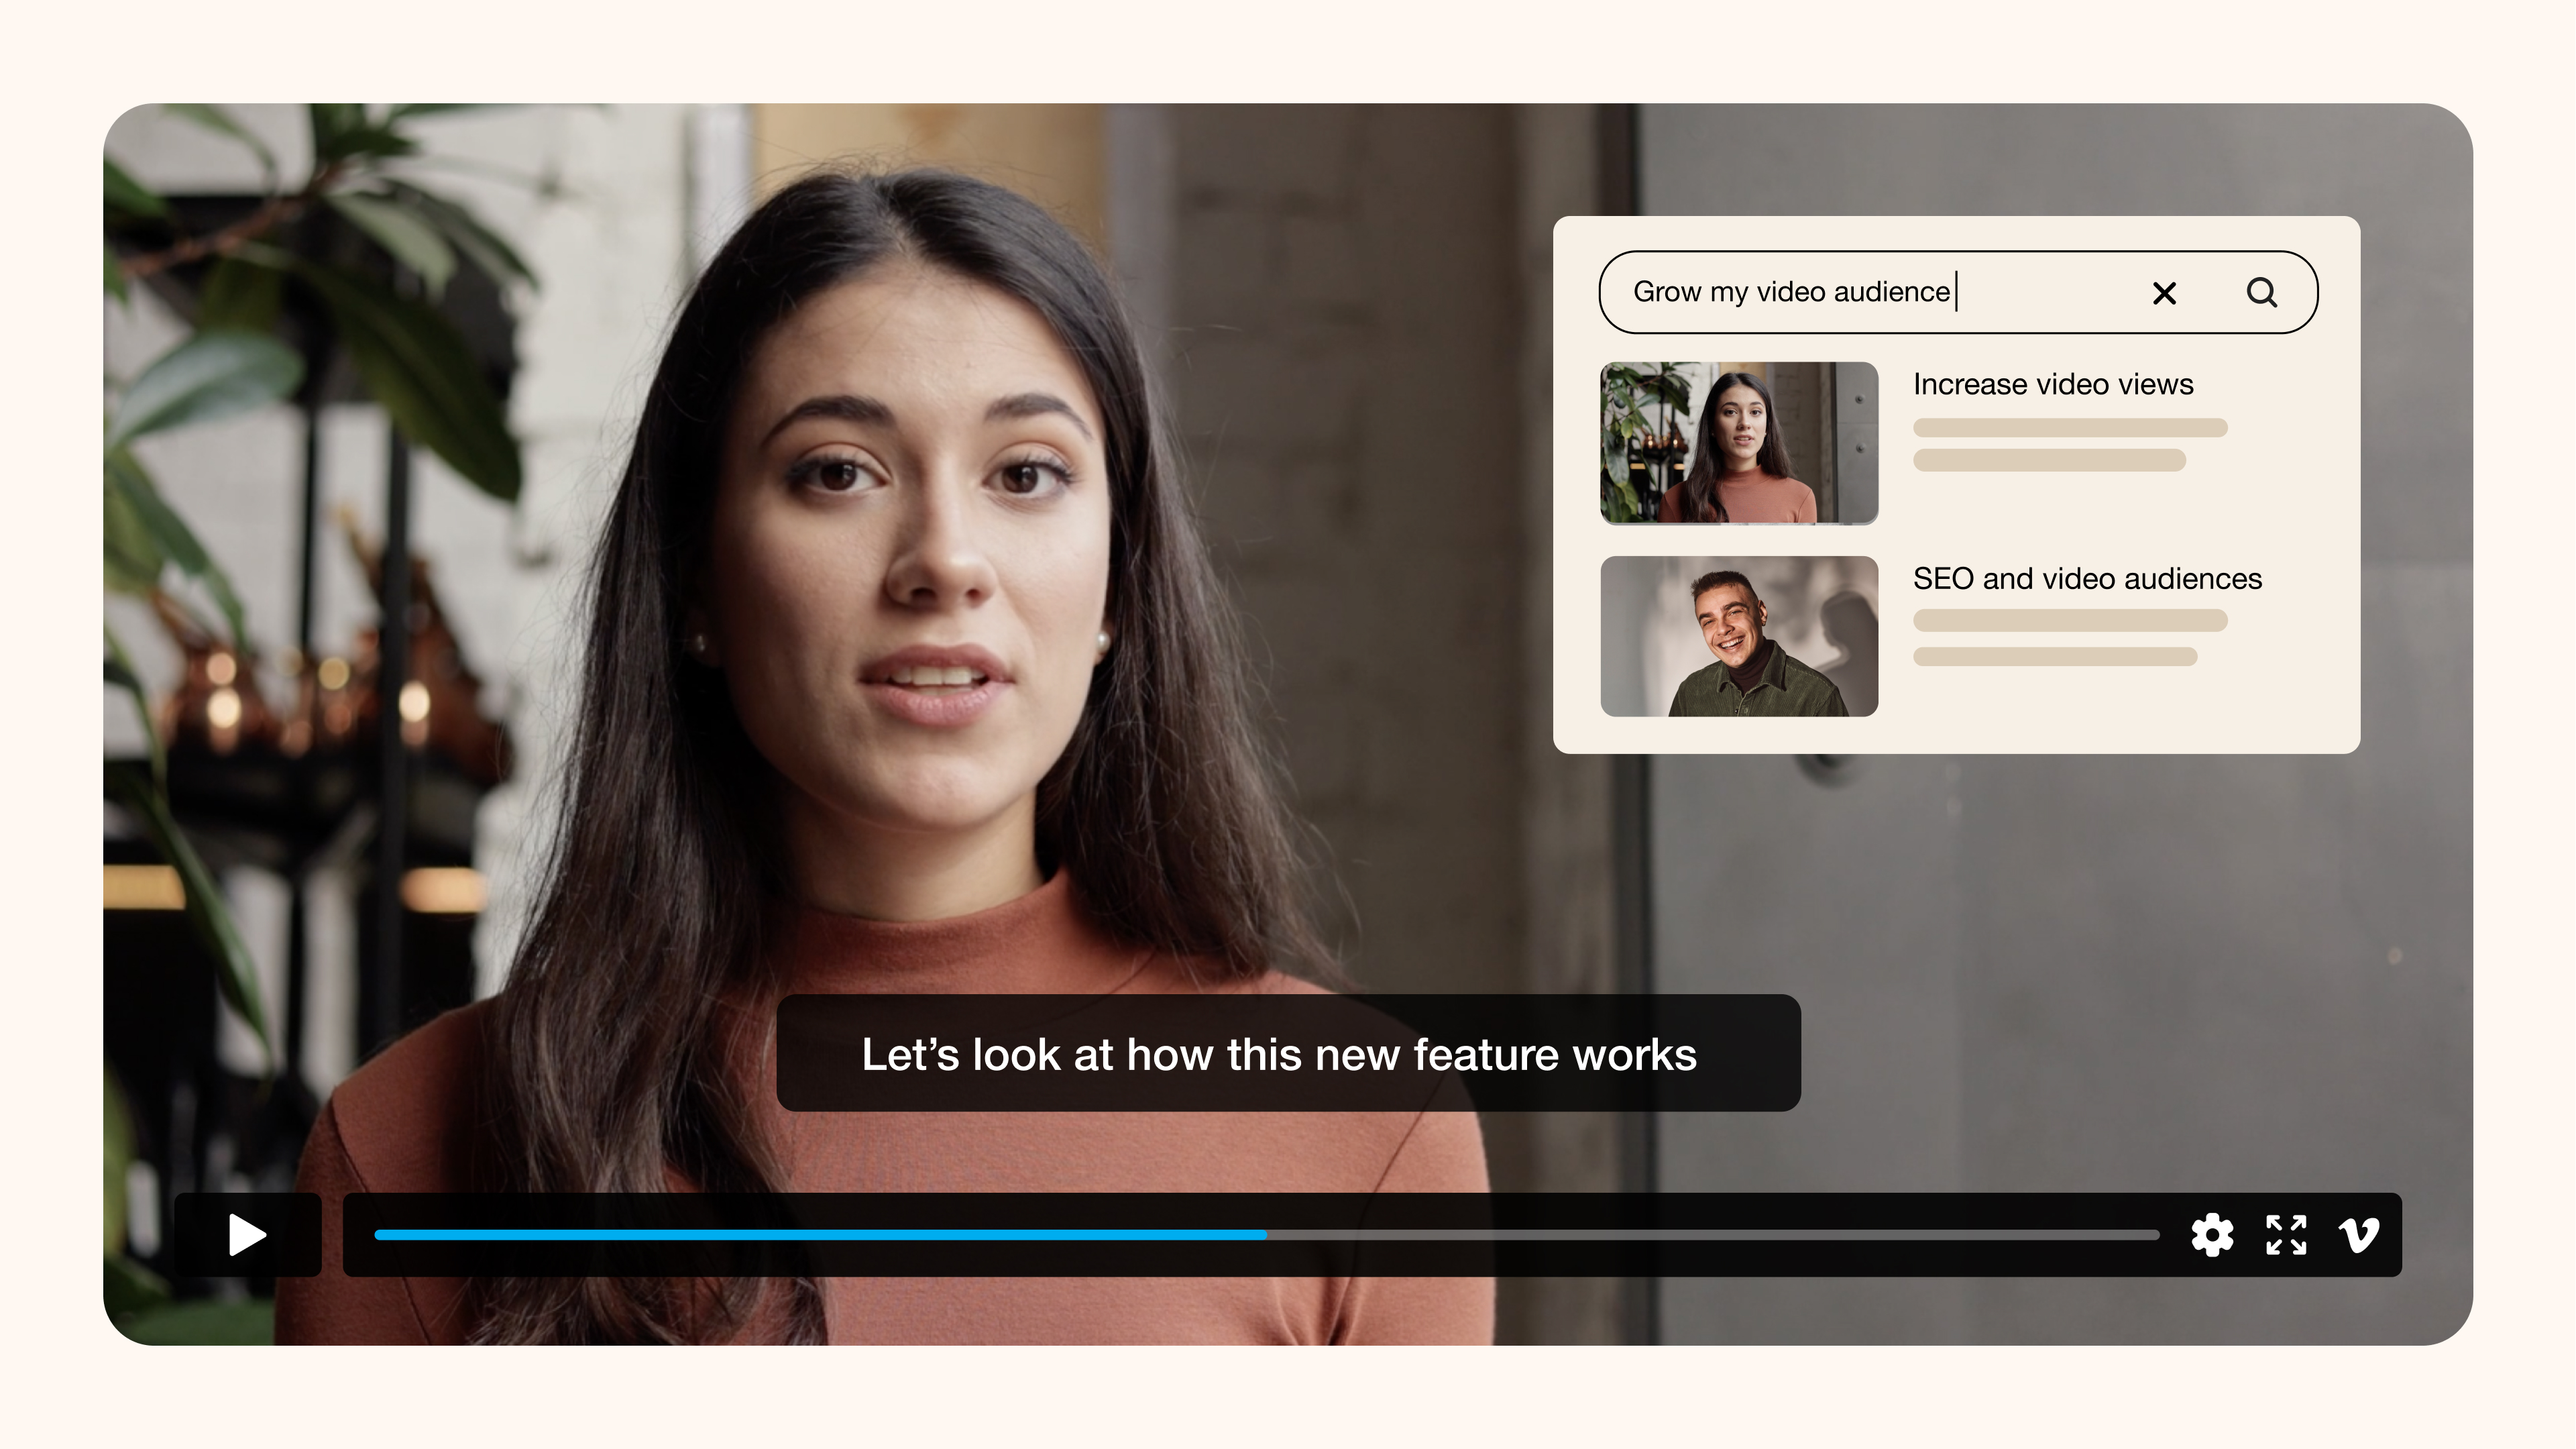 Grow my video audience
Increase video views
SEO and video audiences
Let’s look at how this new feature works